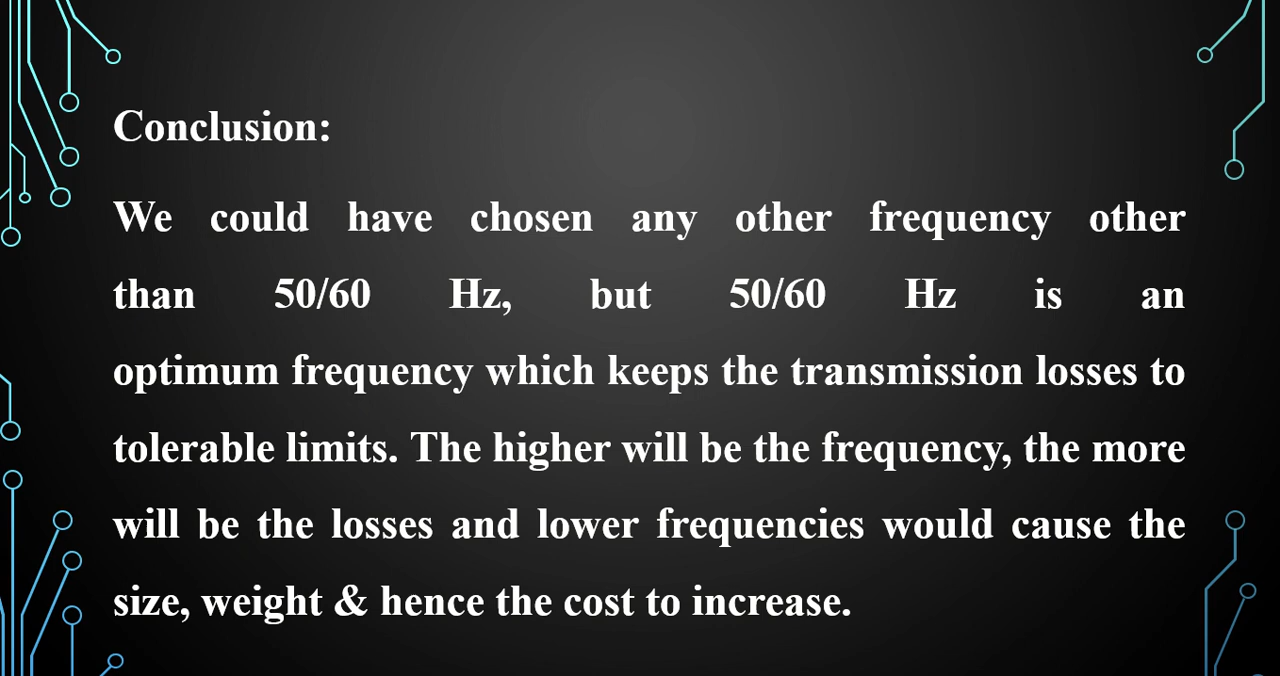 Conclusion:
We could have chosen any other frequency other
than 50/60 Hz, but 50/60 Hz is an
optimum frequency which keeps the transmission losses to
tolerable limits. The higher will be the frequency, the more
will be the losses and lower frequencies would cause the
size, weight & hence the cost to increase.